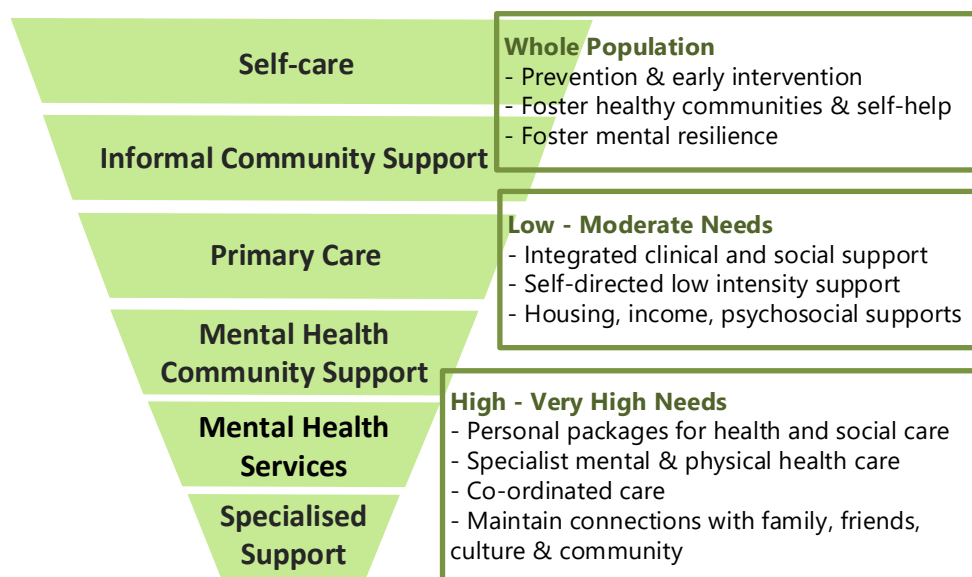 Self-care
Informal Community Support
Primary Care
Mental Health
Community Support
Mental Health
Services
Specialised
Support
Whole Population
- Prevention & early intervention
- Foster healthy communities & self-help
- Foster mental resilience
Low - Moderate Needs
- Integrated clinical and social support
- Self-directed low intensity support
- Housing, income, psychosocial supports
High - Very High Needs
- Personal packages for health and social care
- Specialist mental & physical health care
- Co-ordinated care
- Maintain connections with family, friends,
culture & community